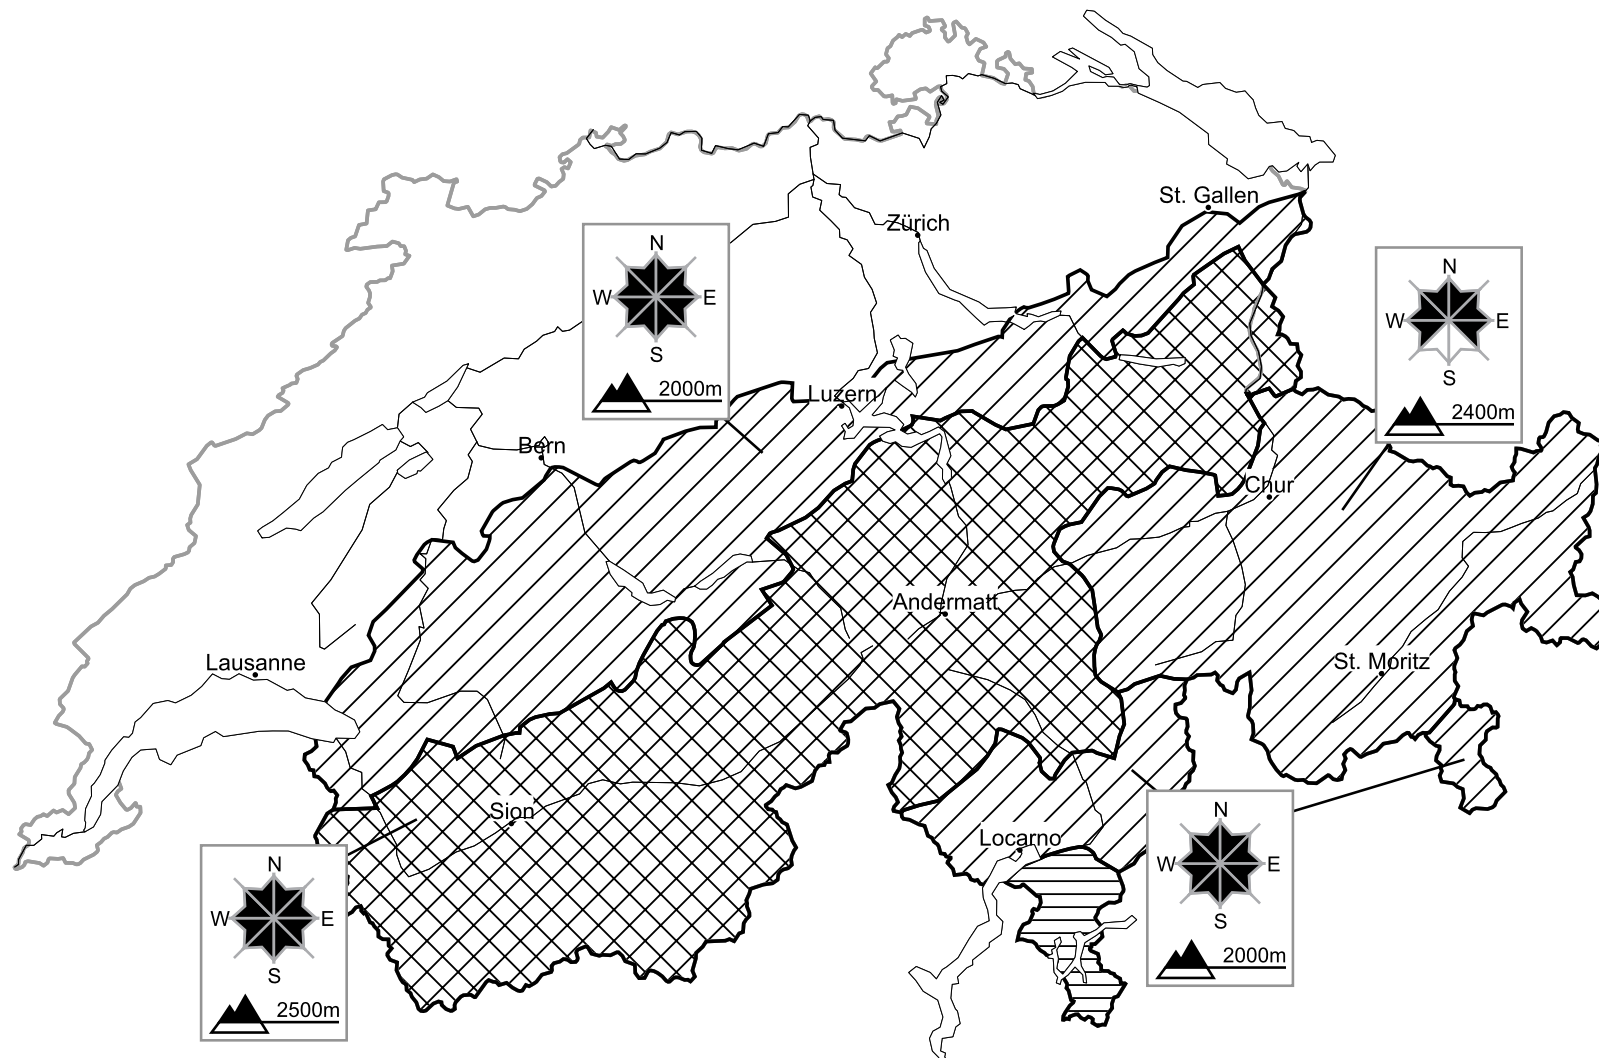 St. Gallen
Zürich
N
W E
S
2000m
N
W E
S
2400m
Luzern
Bern
Chur
Andermatt
Lausanne
St. Moritz
Sion
Locarno
N
W E
S
2000m
N
W E
S
2500m